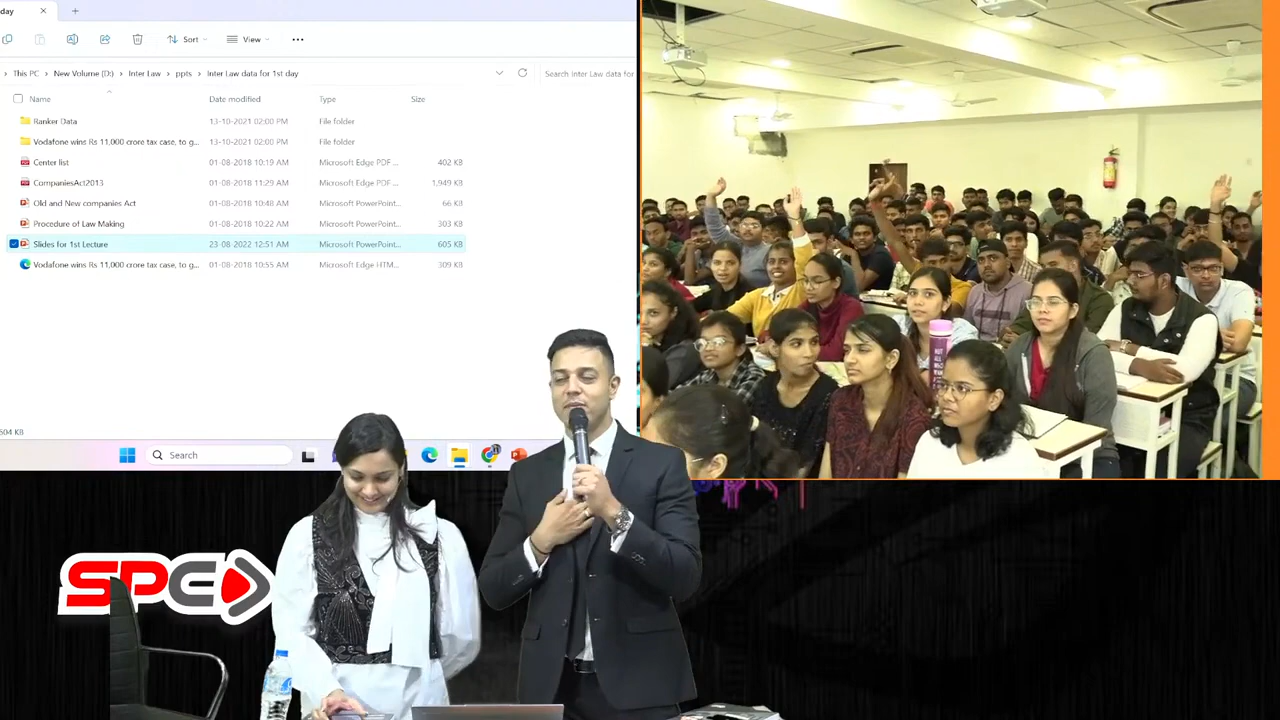 day
Sort
View
This PC > New Volume (D:) > Inter Law > ppts > Inter Law data for 1st day
Search Inter Law data for
Name Date modified Type Size
Ranker Data 13-10-2021 02:00 PM File folder
Vodafone wins Rs 11,000 crore tax case, to g... 13-10-2021 02:00 PM File folder
Center list 01-08-2018 10:19 AM Microsoft Edge PDF ... 402 KB
CompaniesAct2013 01-08-2018 11:29 AM Microsoft Edge PDF ... 1,949 KB
Old and New companies Act 01-08-2018 10:48 AM Microsoft PowerPoint... 66 KB
Procedure of Law Making 01-08-2018 10:22 AM Microsoft PowerPoint... 303 KB
Slides for 1st Lecture 23-08-2022 12:51 AM Microsoft PowerPoint... 605 KB
Vodafone wins Rs 11,000 crore tax case, to g... 01-08-2018 10:55 AM Microsoft Edge HTM... 309 KB
604 KB
Search
SPE